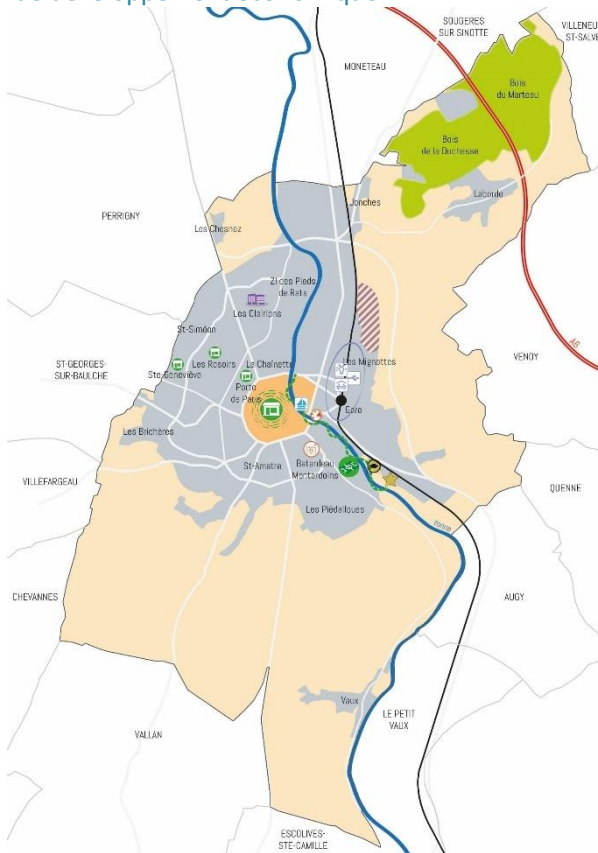 SOUGERES
SUR SINOTTE
VILLENEU
ST-SALVE
MONETEAU
Bois
du Marteau
Bois
de la Duchesse
Laborde
Jonches
PERRIGNY
Les Chesnez
ZI des Pieds
de Rats
Les Clairions
St-Siméon
A6
VENOY
ST-GEORGES-
SUR-BAULCHE
Ste-Geneviève
Les Rosoirs
La Chaînette
Les Mignottes
Porte
de Paris
Gare
Les Brichères
St-Amatre
Batardeau
Montardoins
VILLEFARGEAU
QUENNE
Les Piédalloues
Yonne
CHEVANNES
AUGY
Vaux
LE PETIT
VAUX
VALLAN
ESCOLIVES-
STE-CAMILLE